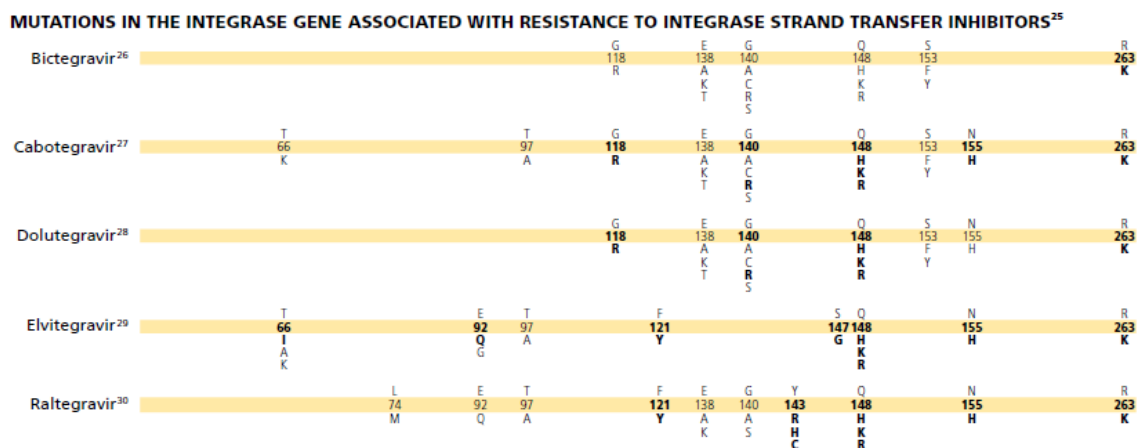 MUTATIONS IN THE INTEGRASE GENE ASSOCIATED WITH RESISTANCE TO INTEGRASE STRAND TRANSFER INHIBITORS25
G E G Q S R
Bictegravir26 118 138 140 148 153 263
R A A H F K
K C K Y
T R R
S
T T G E G Q S N R
Cabotegravir27 66 97 118 138 140 148 153 155 263
K A R A A H F H K
K C K Y
T R R
S
G E G Q S N R
Dolutegravir28 118 138 140 148 153 155 263
R A A H F H K
K C K Y
T R R
S
T E T F S Q N R
Elvitegravir29 66 92 97 121 147 148 155 263
I Q A Y G H H K
A G K
K R
L E T F E G Y Q N R
Raltegravir30 74 92 97 121 138 140 143 148 155 263
M Q A Y A A R H H K
K S H K
C R